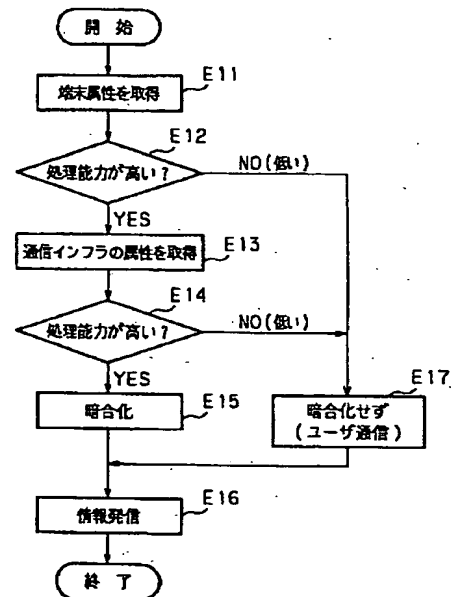 開 始
E11
端末属性を取得
E12
処理能力が高い?
NO(低い)
YES
E13
通信インフラの属性を取得
E14
処理能力が高い?
NO(低い)
YES
E15
暗合化
E17
暗合化せず
(ユーザ通信)
E16
情報発信
終 了